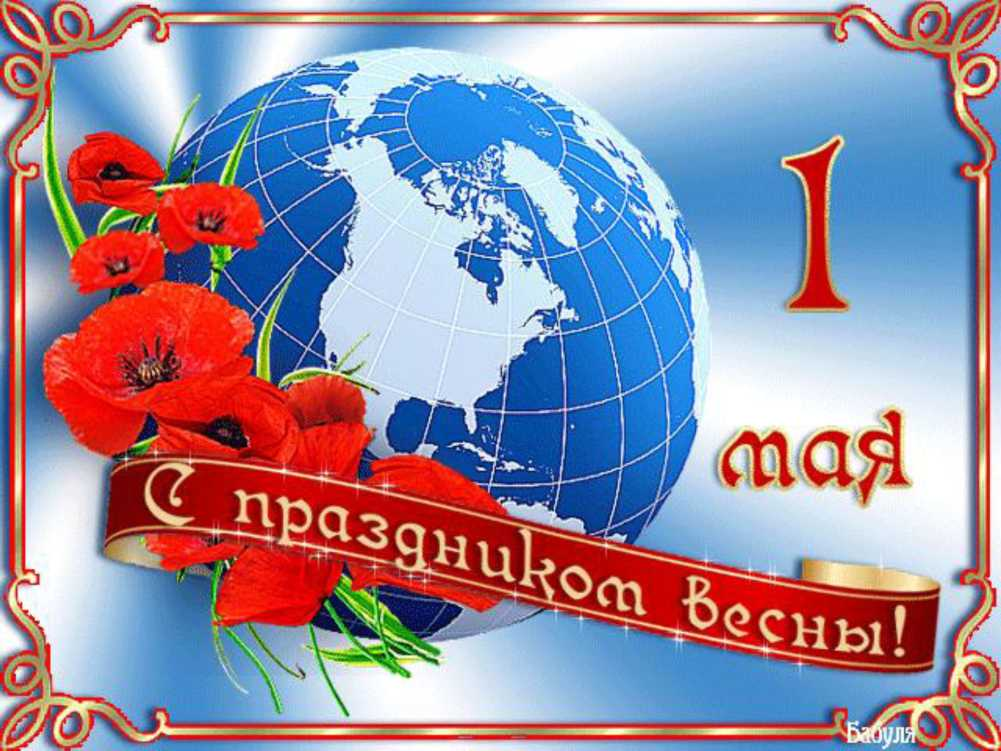 1
мая
С праздником весны!
Бабуля